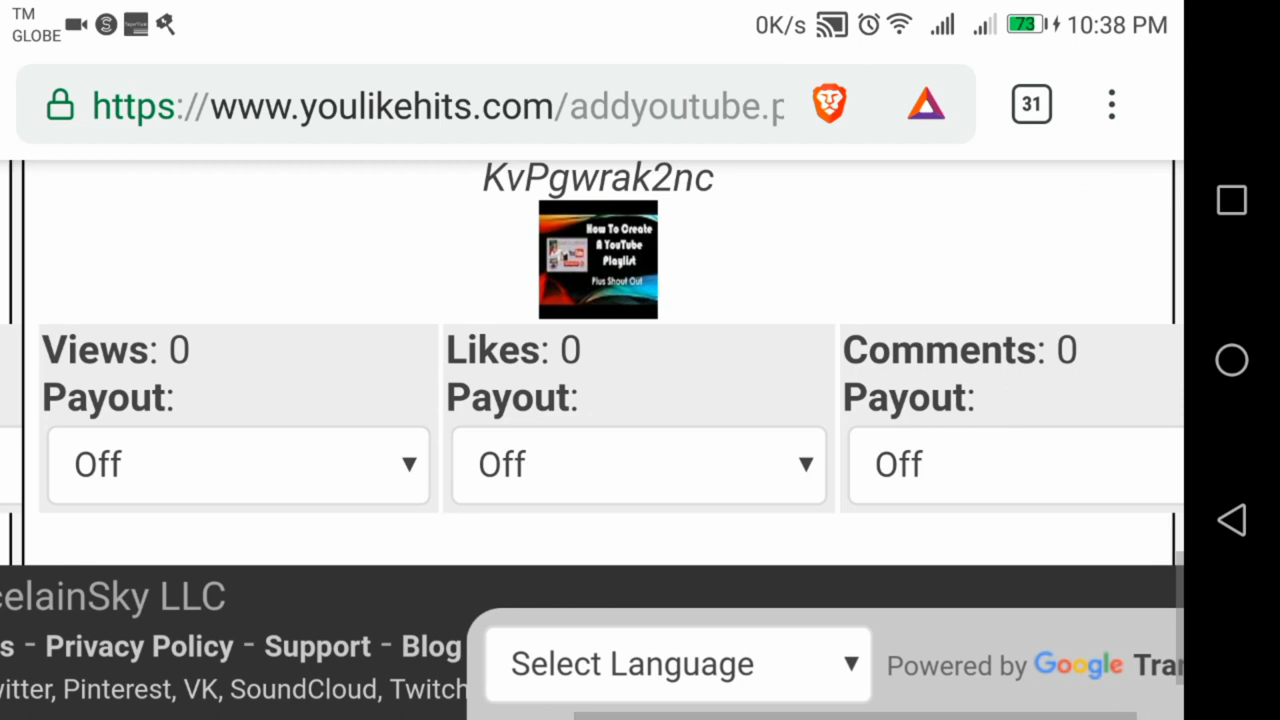 TM
GLOBE
0K/s
73
10:38 PM
https://www.youlikehits.com/addyoutube.p
31
KvPgwrak2nc
How To Create
A YouTube
Playlist
Plus Shout Out
Views: 0
Likes: 0
Comments: 0
Payout:
Payout:
Payout:
Off
Off
Off
celainSky LLC
s - Privacy Policy - Support - Blog
itter, Pinterest, VK, SoundCloud, Twitch
Select Language
Powered by Google Tra